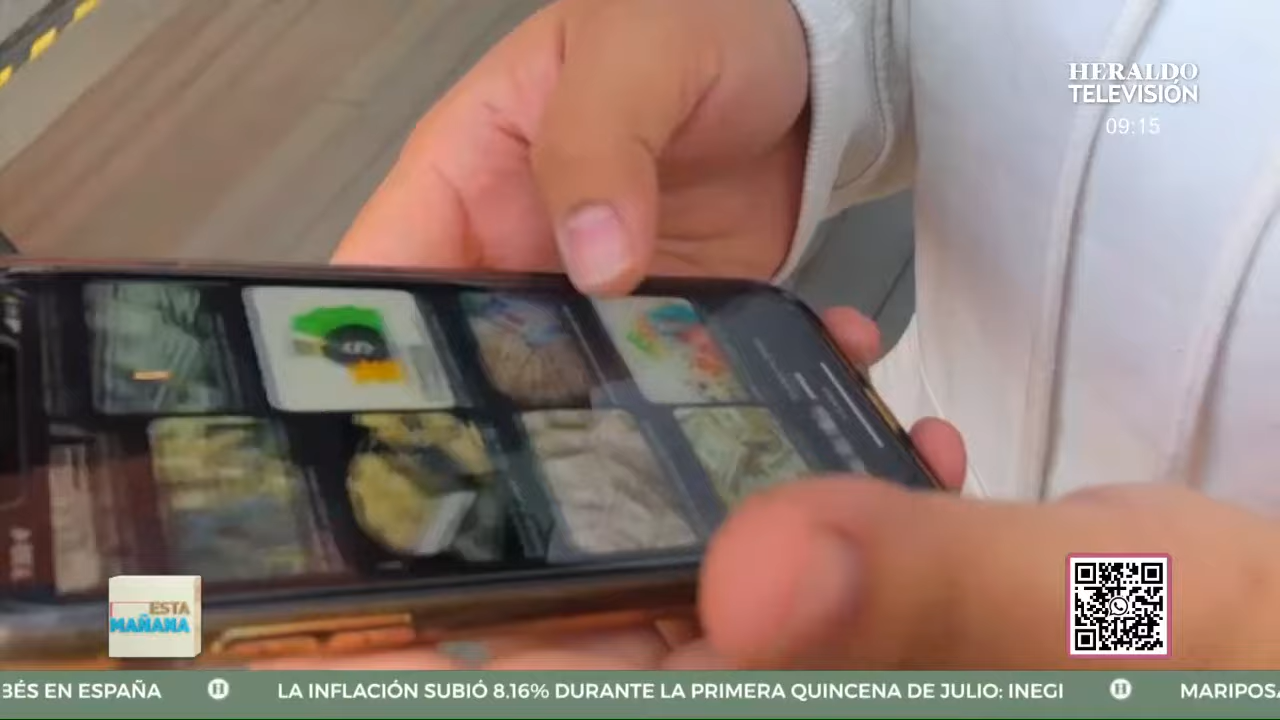 HERALDO
TELEVISIÓN
09:15
ESTA
MAÑANA
BÉS EN ESPAÑA
LA INFLACIÓN SUBIÓ 8.16% DURANTE LA PRIMERA QUINCENA DE JULIO: INEGI
MARIPOSA